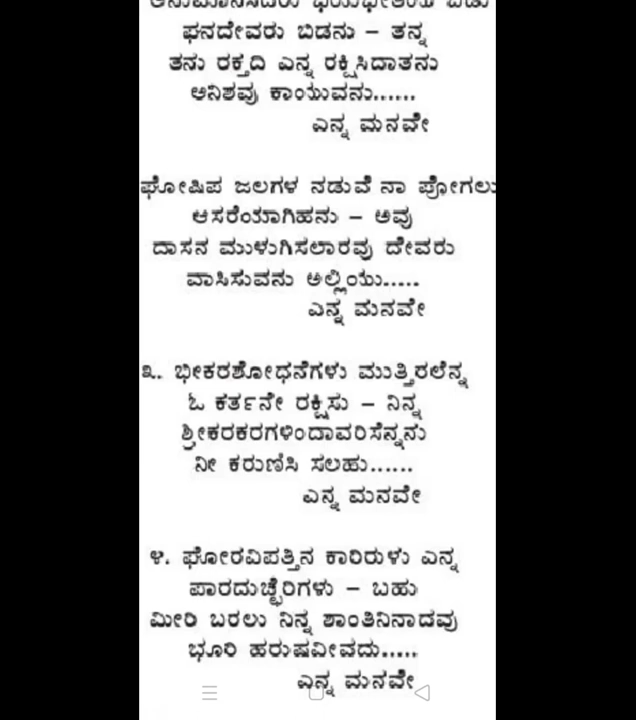 ಘನದೇವರು ಬಿಡನು – ತನ್ನ
ತನು ರಕ್ತದಿ ಎನ್ನ ರಕ್ಷಿಸಿದಾತನು
ಅನಿಶವು ಕಾಯುವನು......
ಎನ್ನ ಮನವೇ
ಘೋಷಿಪ ಜಲಗಳ ನಡುವೆ ನಾ ಪೋಗಲು
ಆಸರೆಯಾಗಿಹನು – ಅವು
ದಾಸನ ಮುಳುಗಿಸಲಾರವು ದೇವರು
ವಾಸಿಸುವನು ಅಲ್ಲಿಯು.....
ಎನ್ನ ಮನವೇ
೩. ಭೀಕರಶೋಧನೆಗಳು ಮುತ್ತಿರಲೆನ್ನ
ಓ ಕರ್ತನೇ ರಕ್ಷಿಸು – ನಿನ್ನ
ಶ್ರೀಕರಕರಗಳಿಂದಾವರಿಸೆನ್ನನು
ನೀ ಕರುಣಿಸಿ ಸಲಹು......
ಎನ್ನ ಮನವೇ
೪. ಘೋರವಿಪತ್ತಿನ ಕಾರಿರುಳು ಎನ್ನ
ಪಾರದುಚ್ಛೆರಿಗಳು – ಬಹು
ಮೀರಿ ಬರಲು ನಿನ್ನ ಶಾಂತಿನಿನಾದವು
ಭೂರಿ ಹರುಷವೀವದು.....
ಎನ್ನ ಮನವೇ